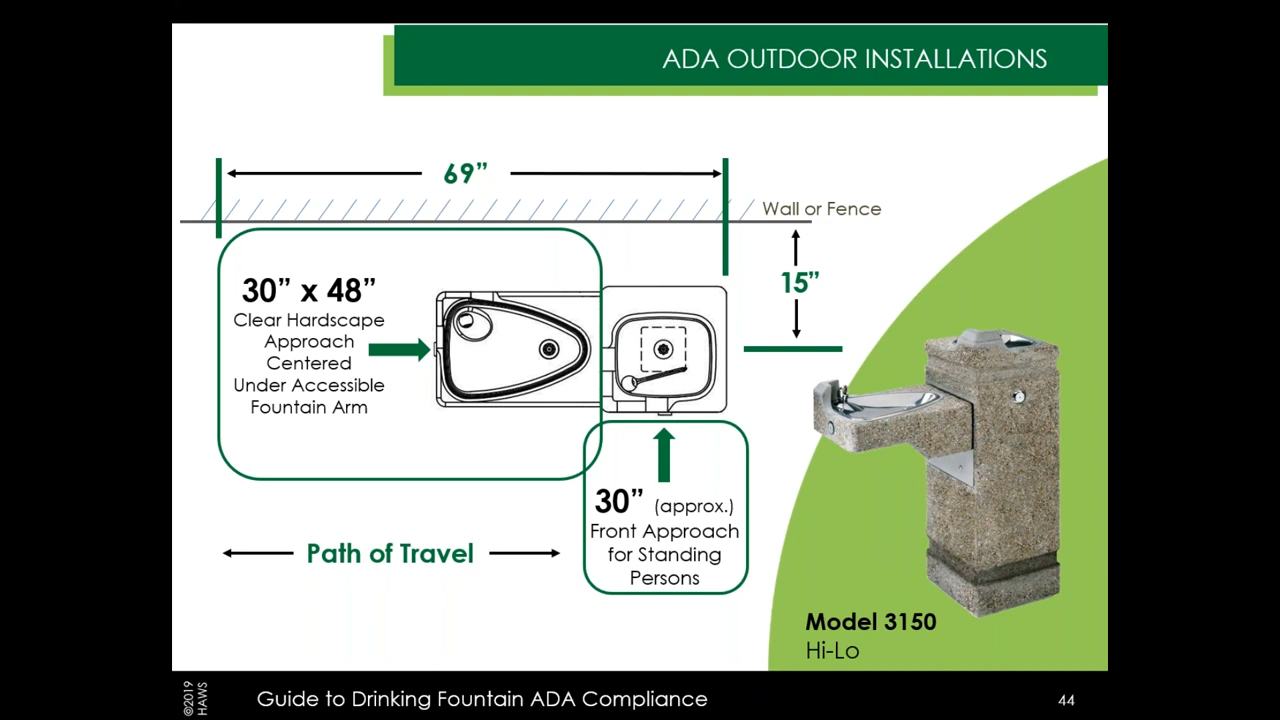 ADA OUTDOOR INSTALLATIONS
69”
Wall or Fence
15”
30” x 48”
Clear Hardscape
Approach
Centered
Under Accessible
Fountain Arm
30” (approx.)
Front Approach
for Standing
Persons
Path of Travel
Model 3150
Hi-Lo
©2019
HAWS
Guide to Drinking Fountain ADA Compliance
44